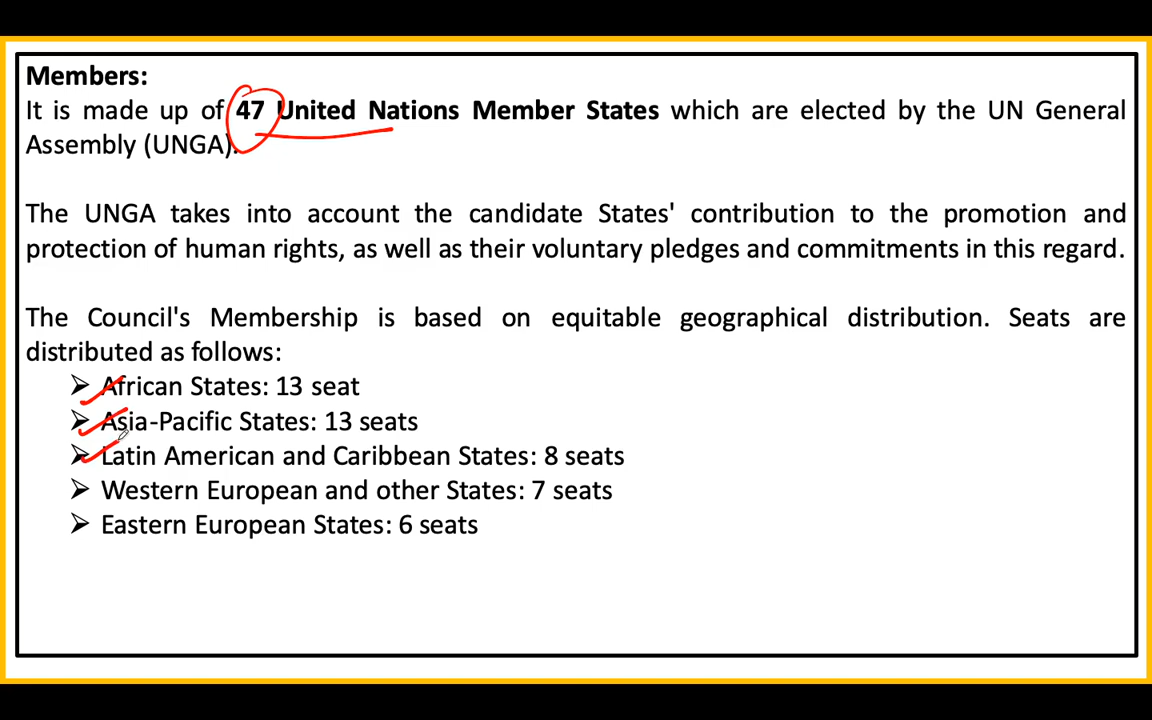 Members:
It is made up of 47 United Nations Member States which are elected by the UN General
Assembly (UNGA).
The UNGA takes into account the candidate States' contribution to the promotion and
protection of human rights, as well as their voluntary pledges and commitments in this regard.
The Council's Membership is based on equitable geographical distribution. Seats are
distributed as follows:
➢ African States: 13 seat
➢ Asia-Pacific States: 13 seats
➢ Latin American and Caribbean States: 8 seats
➢ Western European and other States: 7 seats
➢ Eastern European States: 6 seats